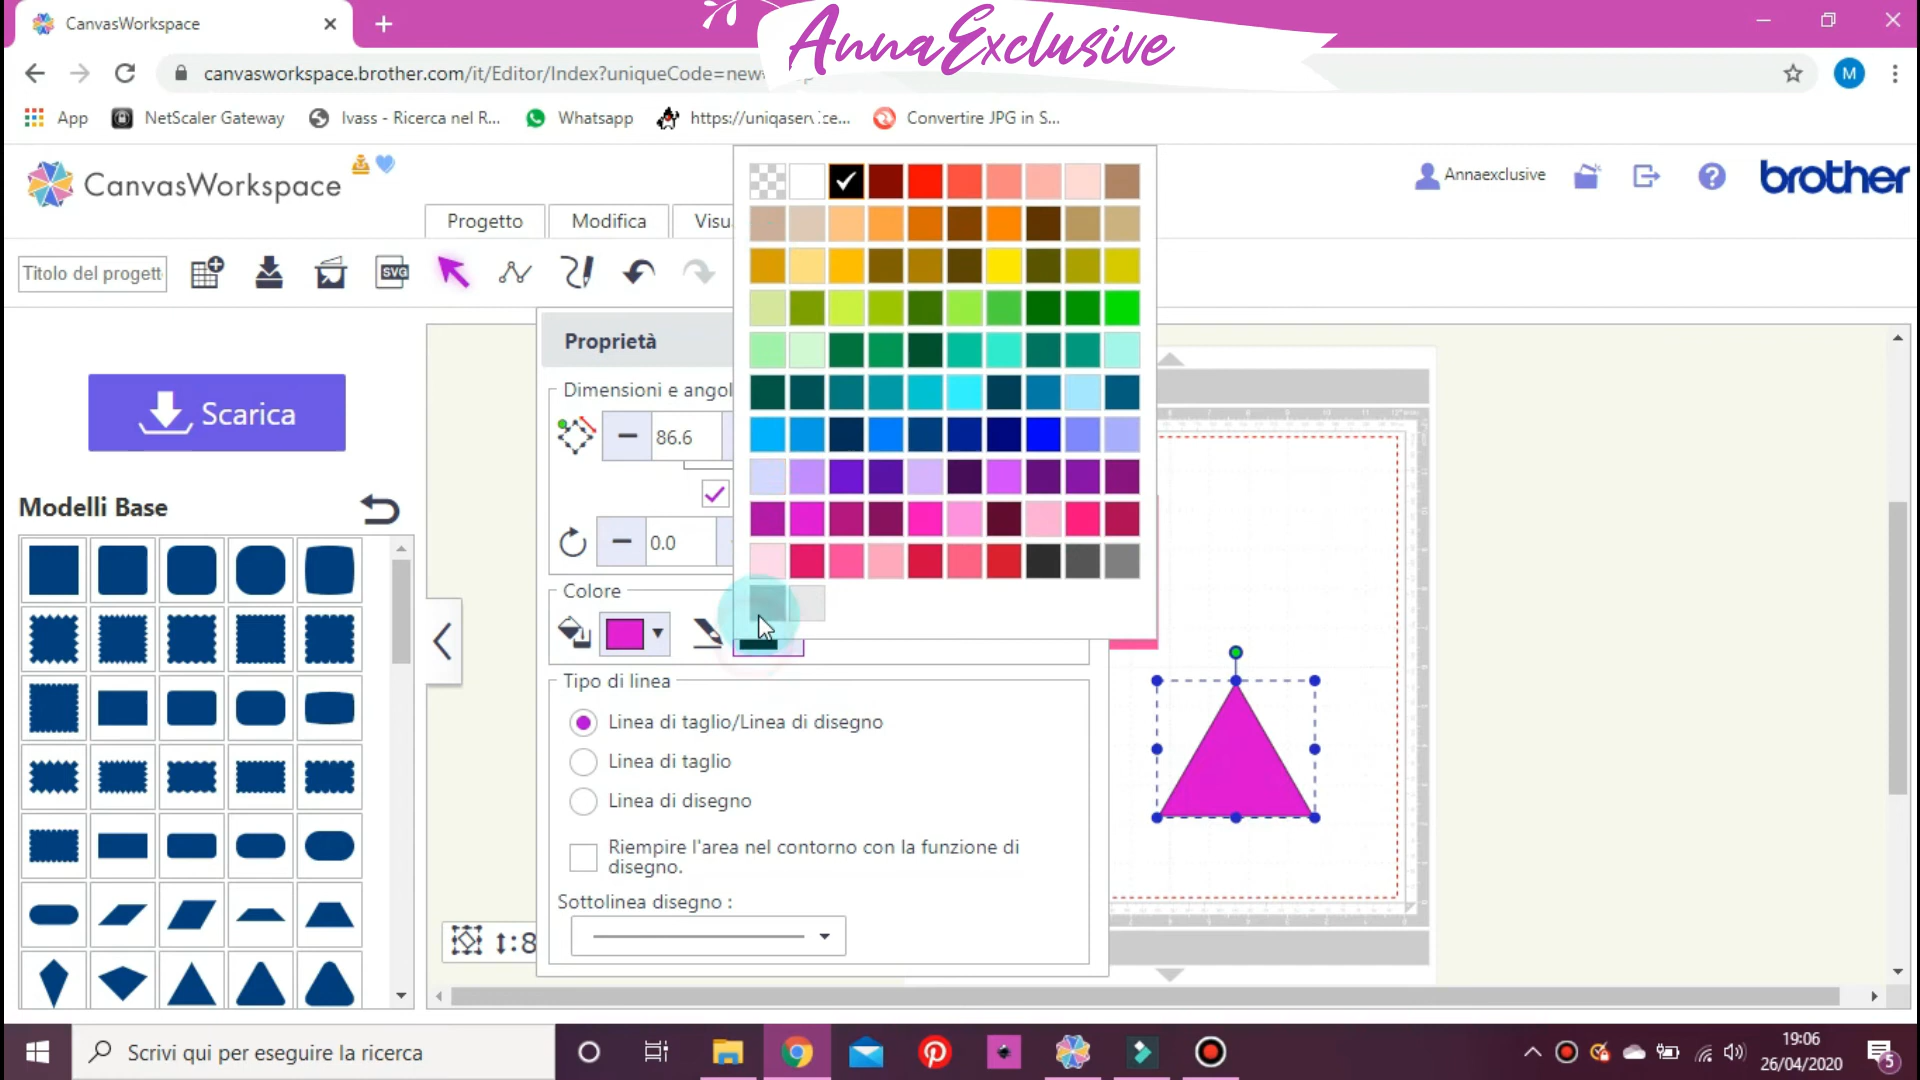 CanvasWorkspace
AnnaExclusive
canvasworkspace.brother.com/it/Editor/Index?uniqueCode=new
M
App
NetScaler Gateway
Ivass - Ricerca nel R...
Whatsapp
Convertire JPG in S...
CanvasWorkspace
Annaexclusive
brother
Progetto
Modifica
Visu
Titolo del progett
SVG
Proprietà
Dimensioni e angol
86.6
0.0
Scarica
Modelli Base
Colore
Tipo di linea
Linea di taglio/Linea di disegno
Linea di taglio
Linea di disegno
Riempire l'area nel contorno con la funzione di
disegno.
Sottolinea disegno :
:8
Scrivi qui per eseguire la ricerca
19:06
26/04/2020
5